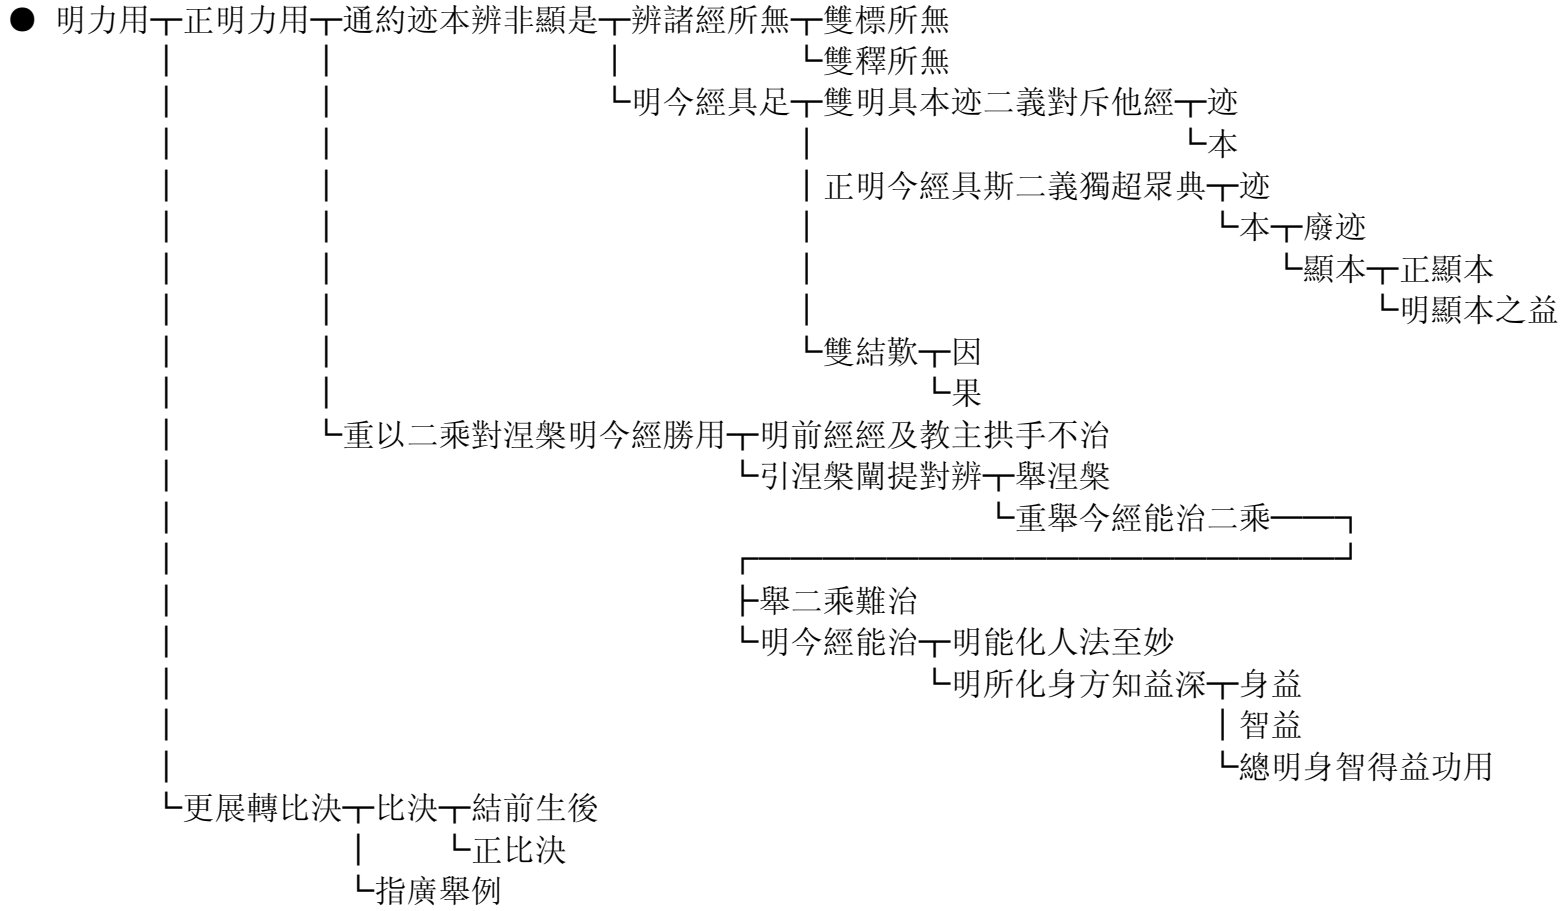 ● 明力用┬正明力用┬通約迹本辨非顯是┬辨諸經所無┬雙標所無
└雙釋所無
└明今經具足┬雙明具本迹二義對斥他經┬迹
└本
正明今經具斯二義獨超眾典┬迹
└本┬廢迹
└顯本┬正顯本
└明顯本之益
└雙結歎┬因
└果
└重以二乘對涅槃明今經勝用┬明前經經及教主拱手不治
└引涅槃闡提對辨┬舉涅槃
└重舉今經能治二乘
├舉二乘難治
└明今經能治┬明能化人法至妙
└明所化身方知益深┬身益
智益
└總明身智得益功用
└更展轉比決┬比決┬結前生後
└正比決
└指廣舉例